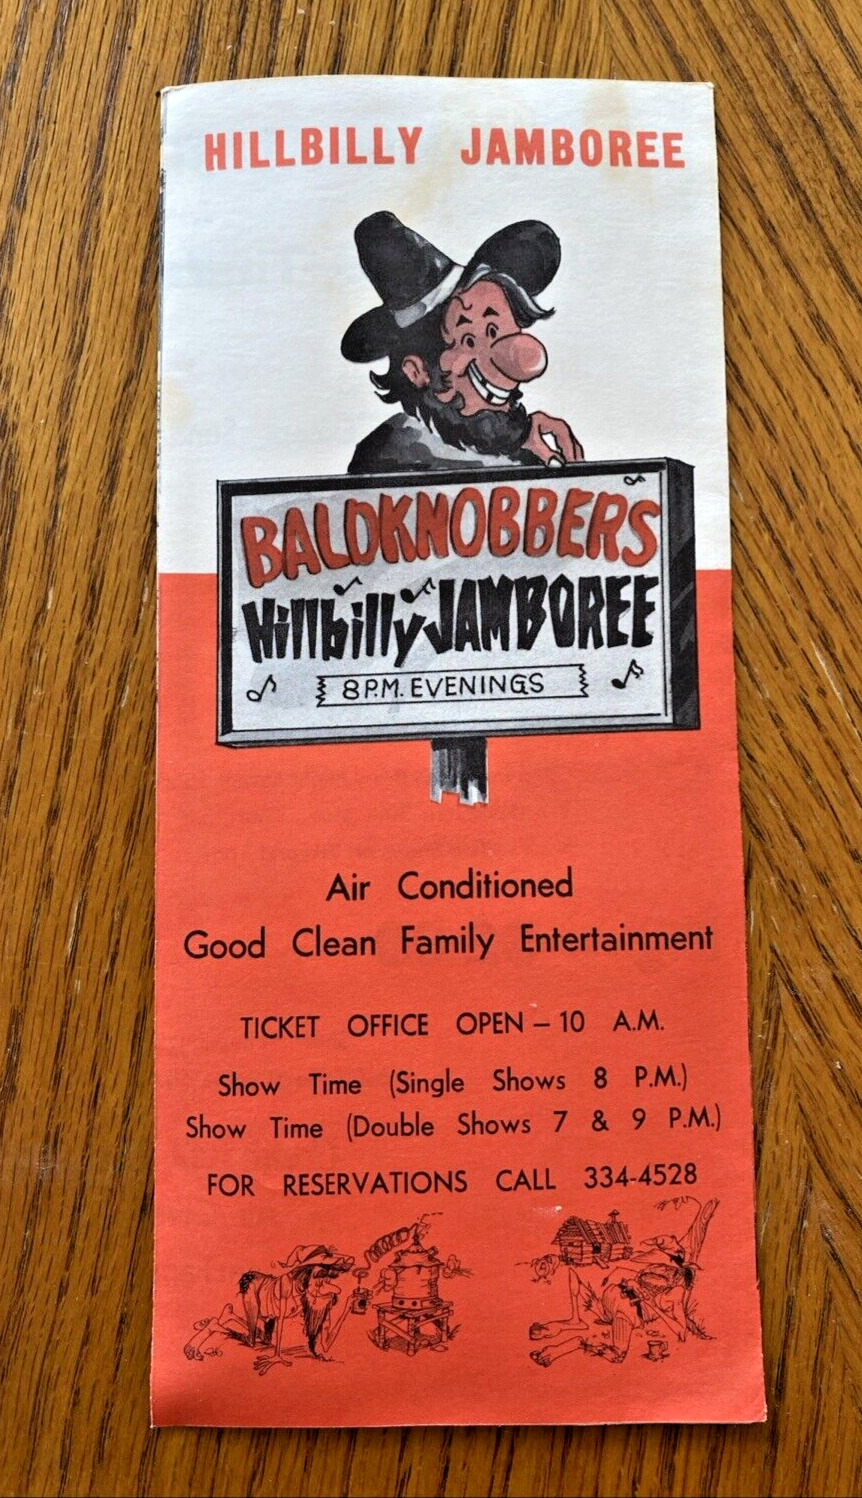 HILLBILLY JAMBOREE
BALDKNOBBERS
Hillbilly JAMBOREE
8 P.M. EVENINGS
Air Conditioned
Good Clean Family Entertainment
TICKET OFFICE OPEN – 10 A.M.
Show Time (Single Shows 8 P.M.)
Show Time (Double Shows 7 & 9 P.M.)
FOR RESERVATIONS CALL 334-4528